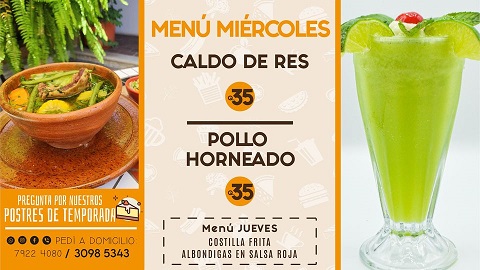 MENÚ MIÉRCOLES
CALDO DE RES
Q35
POLLO
HORNEADO
Q35
Menú JUEVES
COSTILLA FRITA
ALBONDIGAS EN SALSA ROJA
PREGUNTA POR NUESTROS
POSTRES DE TEMPORADA
PEDÍ A DOMICILIO
7922 4080 / 3098 5343